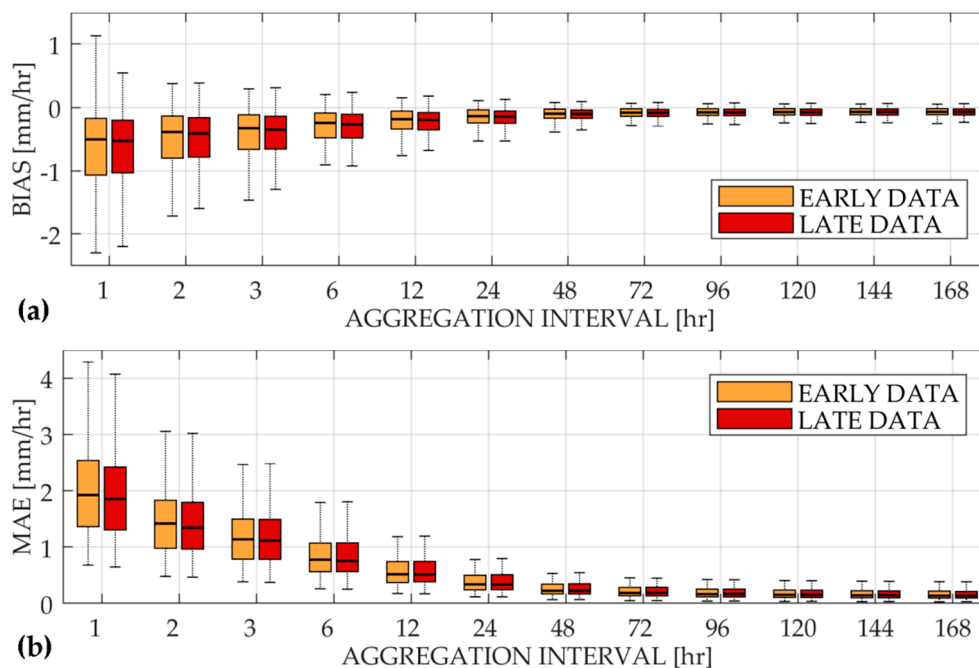 1
0
-1
-2
BIAS [mm/hr]
EARLY DATA
LATE DATA
1 2 3 6 12 24 48 72 96 120 144 168
(a)
AGGREGATION INTERVAL [hr]
4
3
2
1
0
MAE [mm/hr]
EARLY DATA
LATE DATA
1 2 3 6 12 24 48 72 96 120 144 168
(b)
AGGREGATION INTERVAL [hr]